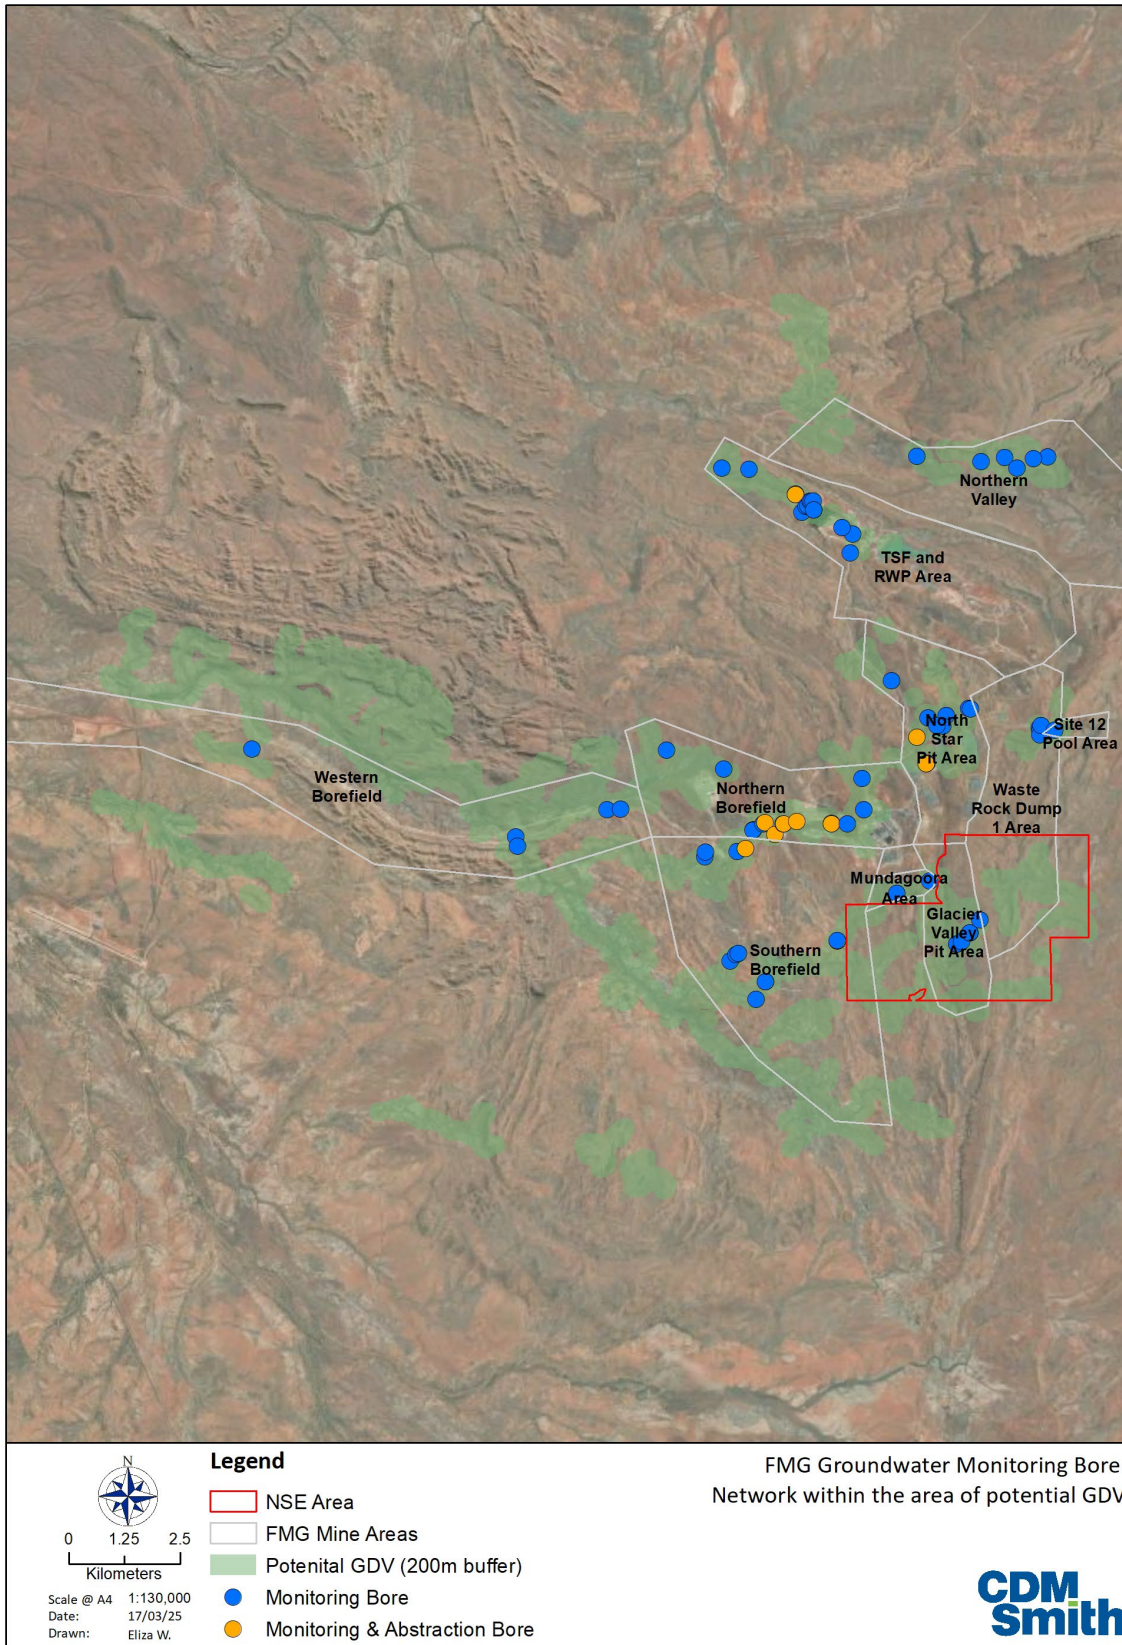 Northern
Valley
TSF and
RWP Area
North
Star
Pit Area
Site 12
Pool Area
Western
Borefield
Northern
Borefield
Waste
Rock Dump
1 Area
Mundagoora
Area
Glacier
Valley
Pit Area
Southern
Borefield
N
0 1.25 2.5
Kilometers
Scale @ A4 1:130,000
Date: 17/03/25
Drawn: Eliza W.
Legend
NSE Area
FMG Mine Areas
Potenital GDV (200m buffer)
Monitoring Bore
Monitoring & Abstraction Bore
FMG Groundwater Monitoring Bore
Network within the area of potential GDV
CDM
Smith